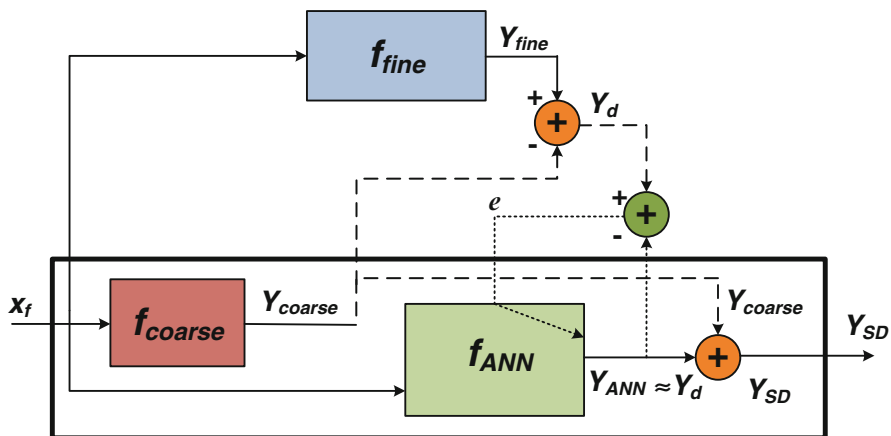 f_fine
Y_fine
+
+
-
Y_d
e
+
+
-
x_f
f_coarse
Y_coarse
f_ANN
Y_coarse
+
Y_ANN ≈ Y_d
Y_SD
Y_SD